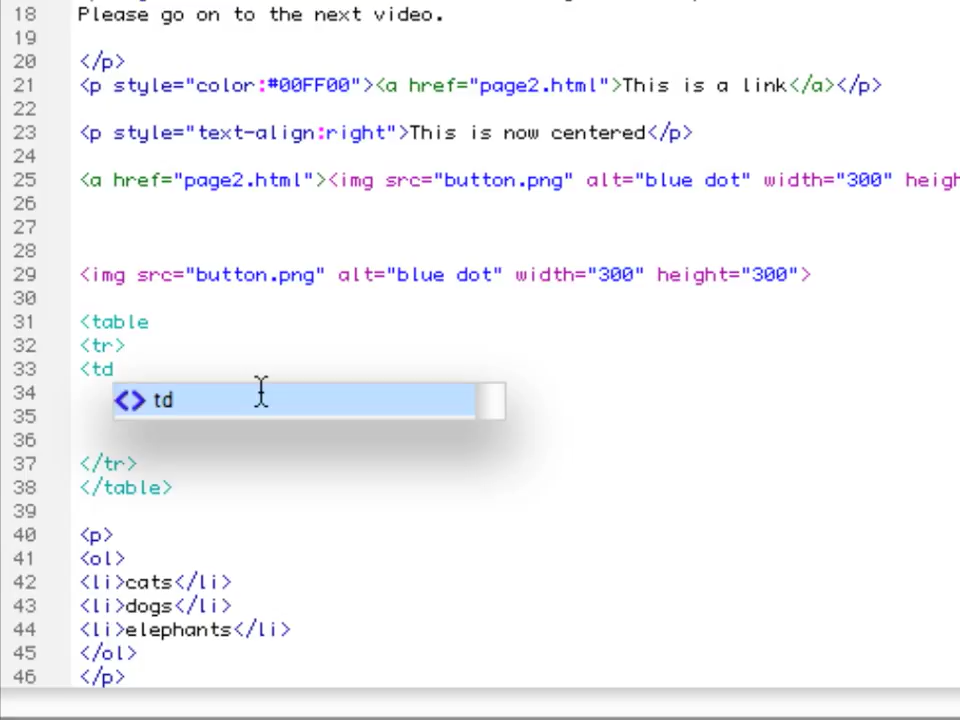 18 Please go on to the next video.
19
20 </p>
21 <p style="color:#00FF00"><a href="page2.html">This is a link</a></p>
22
23 <p style="text-align:right">This is now centered</p>
24
25 <a href="page2.html"><img src="button.png" alt="blue dot" width="300" heigh
26
27
28
29 <img src="button.png" alt="blue dot" width="300" height="300">
30
31 <table
32 <tr>
33 <td
34 <> td
35
36
37 </tr>
38 </table>
39
40 <p>
41 <ol>
42 <li>cats</li>
43 <li>dogs</li>
44 <li>elephants</li>
45 </ol>
46 </p>